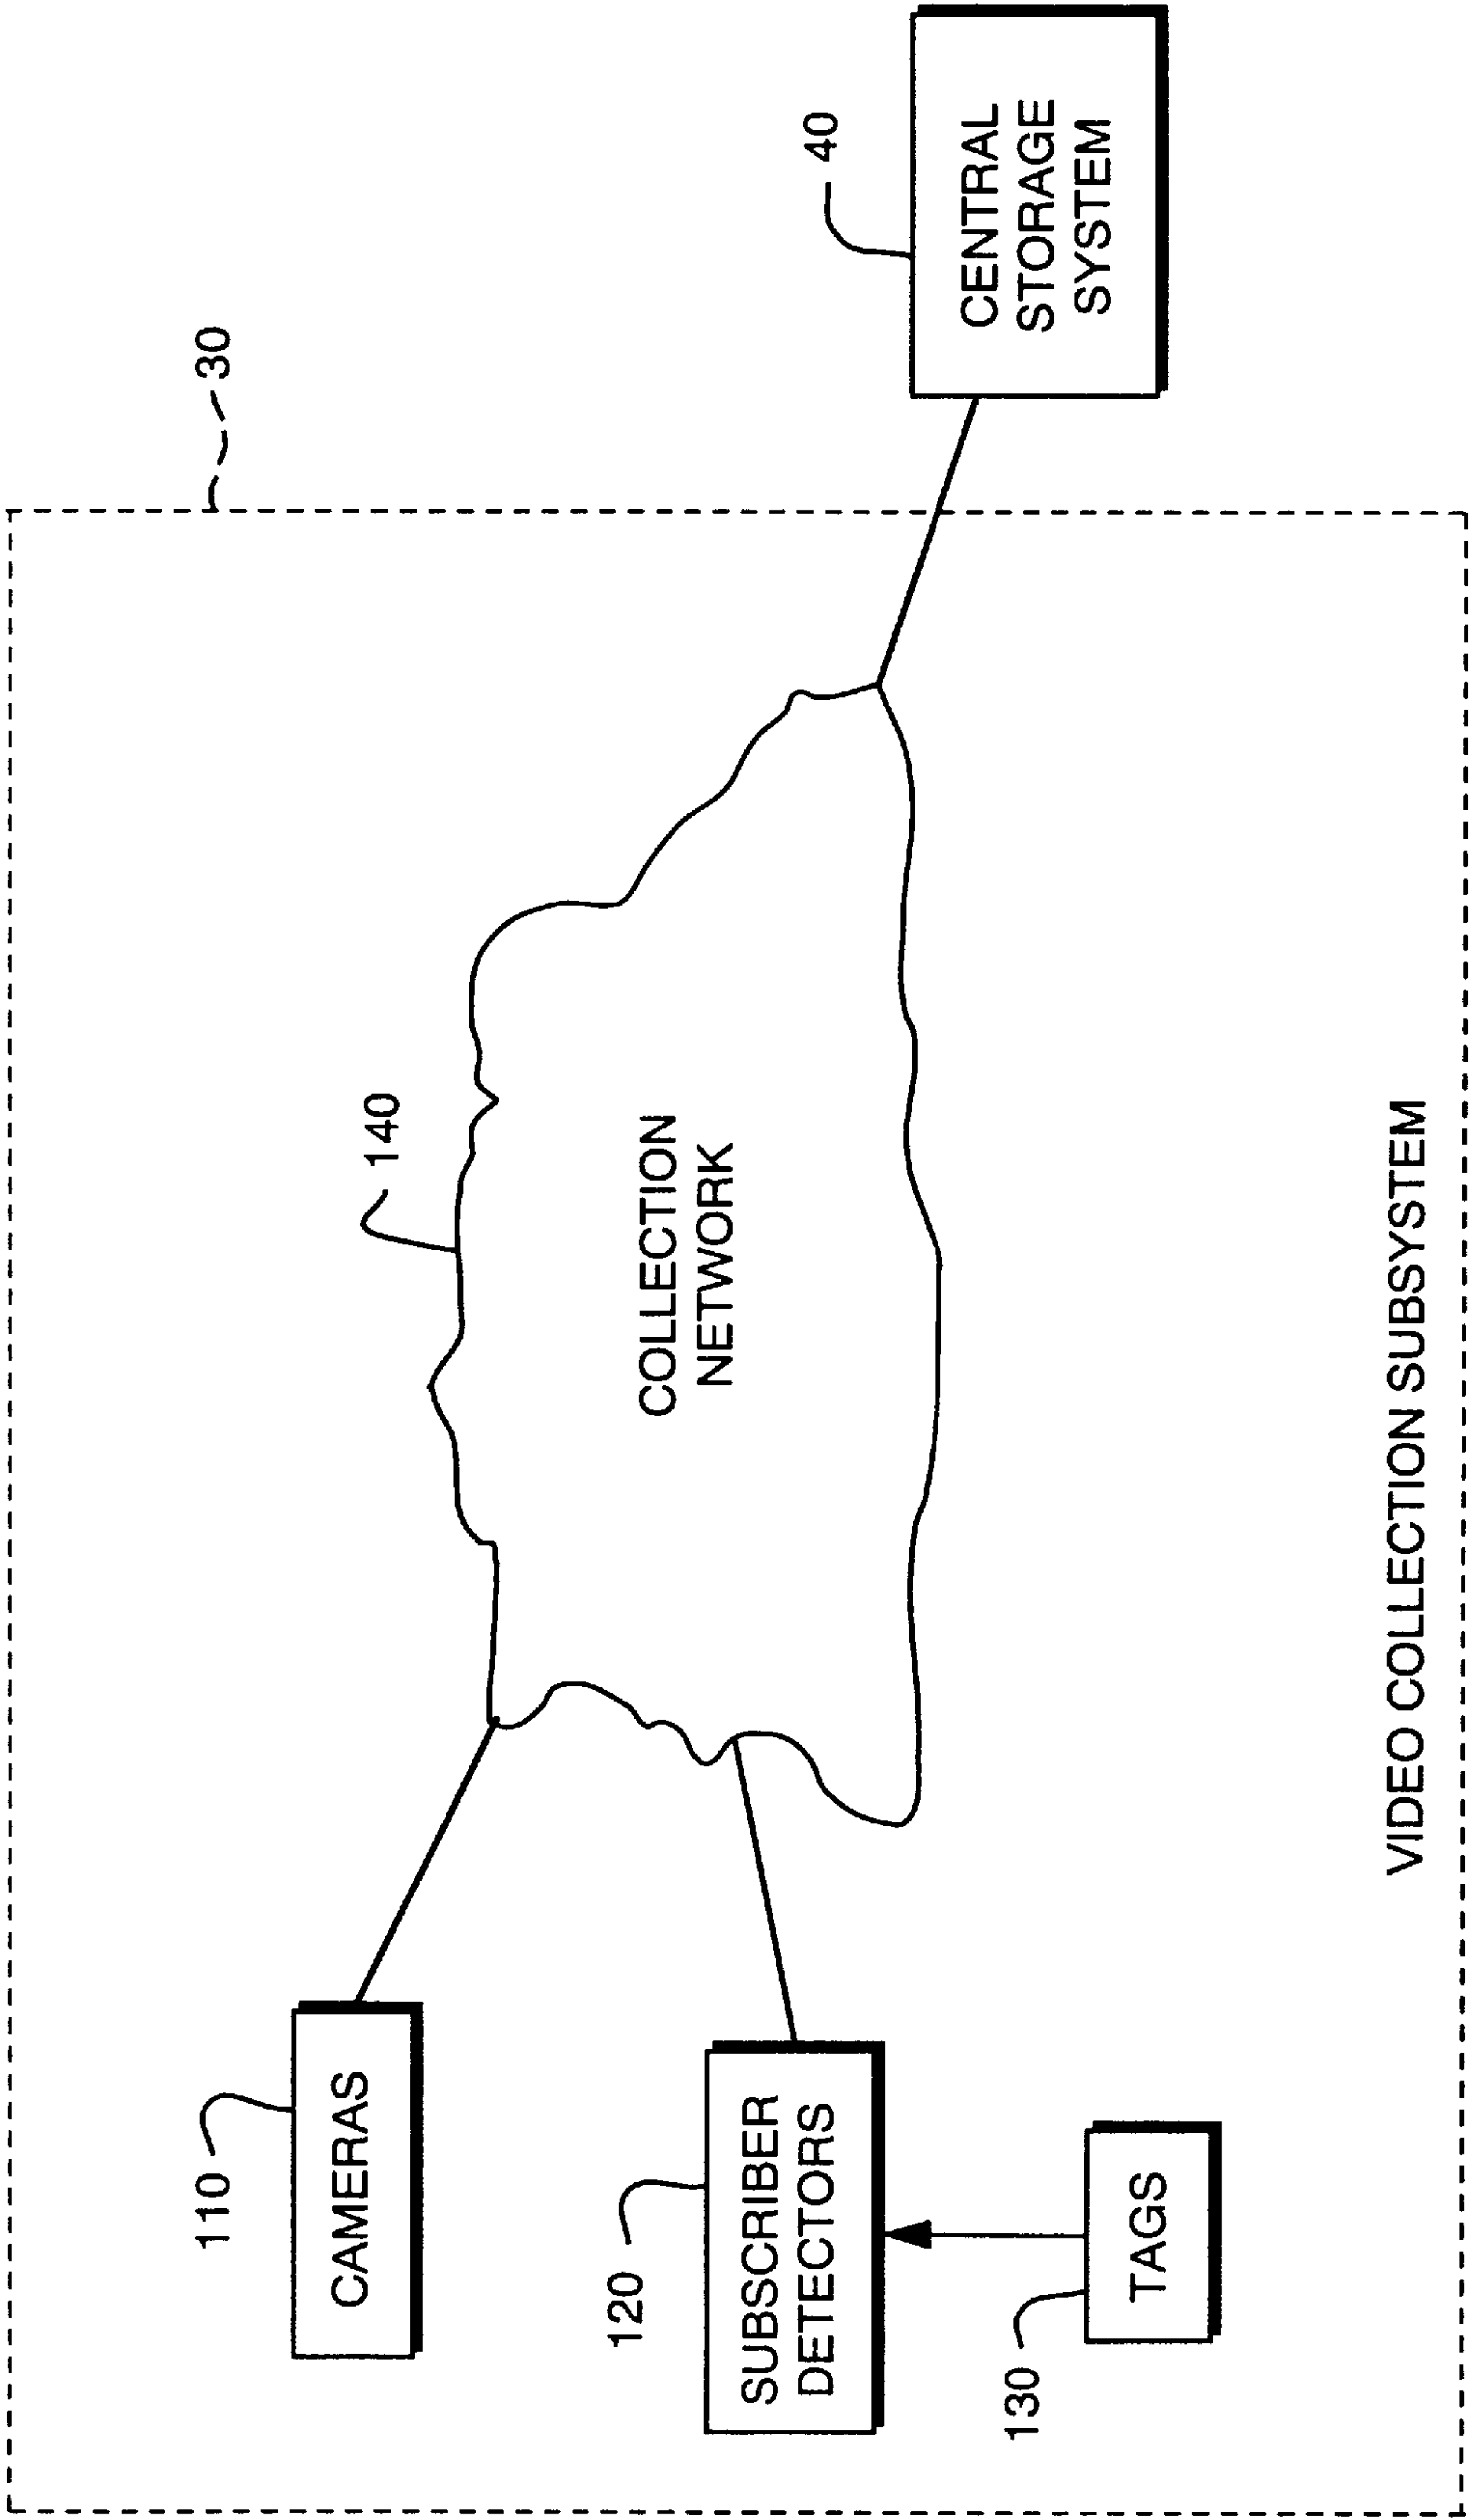 30
40
CENTRAL
STORAGE
SYSTEM
140
COLLECTION
NETWORK
110
CAMERAS
120
SUBSCRIBER
DETECTORS
130
TAGS
VIDEO COLLECTION SUBSYSTEM